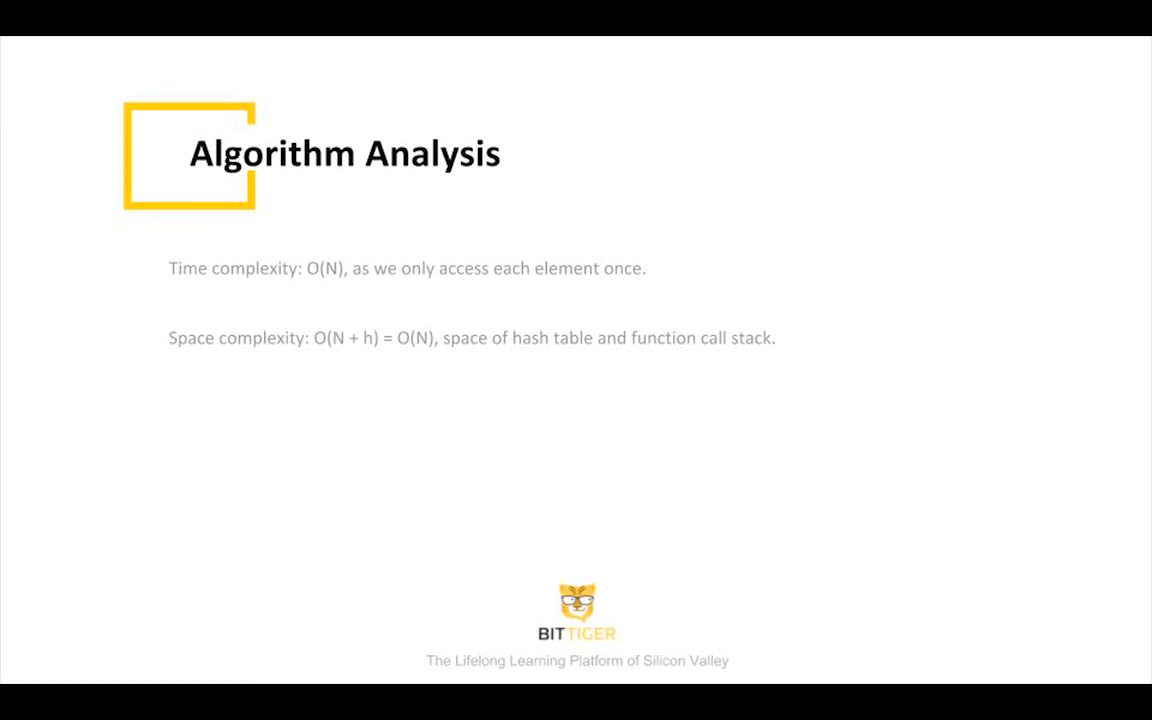 Algorithm Analysis
Time complexity: O(N), as we only access each element once.
Space complexity: O(N + h) = O(N), space of hash table and function call stack.
BITTIGER
The Lifelong Learning Platform of Silicon Valley